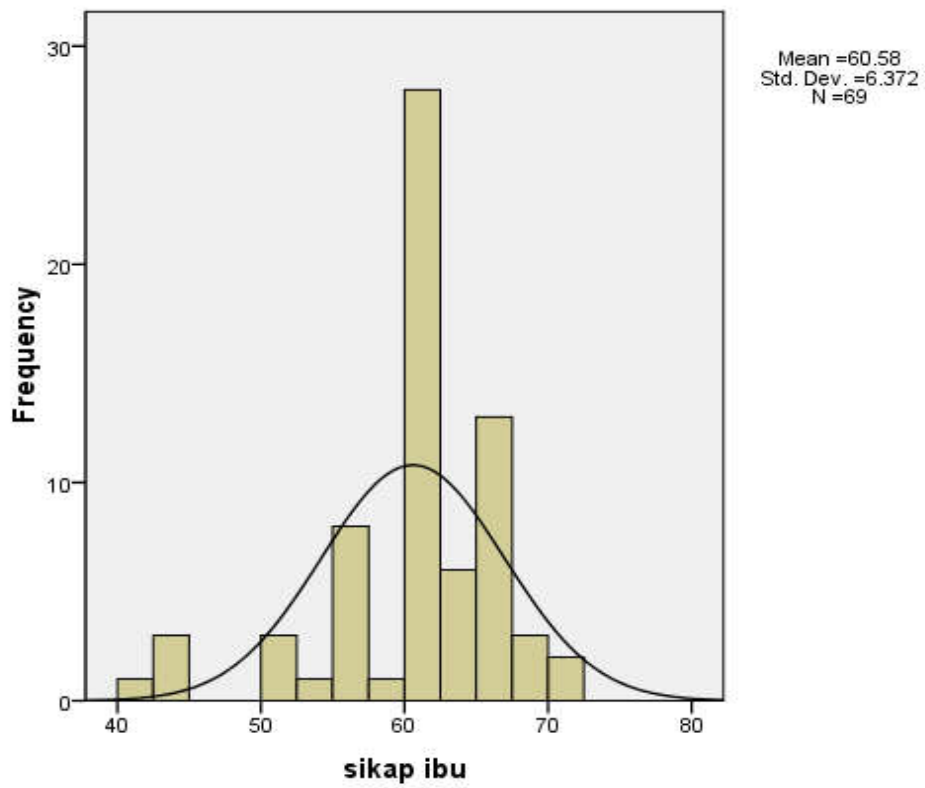 Mean =60.58
Std. Dev. =6.372
N =69
Frequency
30
20
10
0
40 50 60 70 80
sikap ibu